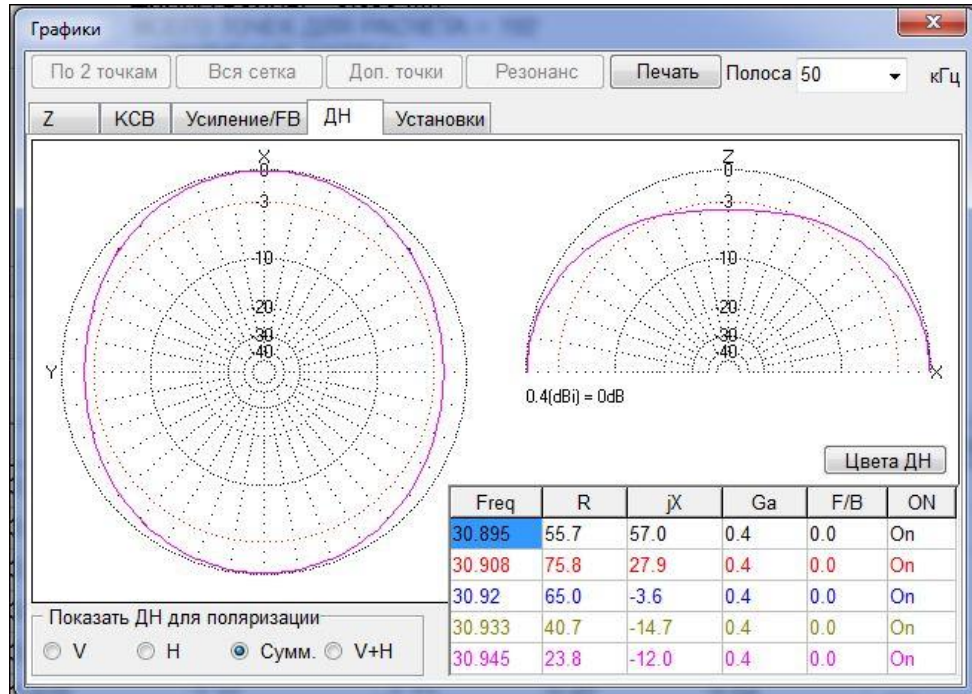 Графики
По 2 точкам Вся сетка Доп. точки Резонанс Печать Полоса 50 кГц
Z КСВ Усиление/FB ДН Установки
X Z
0 0
-3 -3
-10 -10
-20 -20
-30 -30
-40 -40
Y X
0.4(dBi) = 0dB
Цвета ДН
Freq R jX Ga F/B ON
30.895 55.7 57.0 0.4 0.0 On
30.908 75.8 27.9 0.4 0.0 On
30.92 65.0 -3.6 0.4 0.0 On
30.933 40.7 -14.7 0.4 0.0 On
30.945 23.8 -12.0 0.4 0.0 On
Показать ДН для поляризации
V H Сумм. V+H